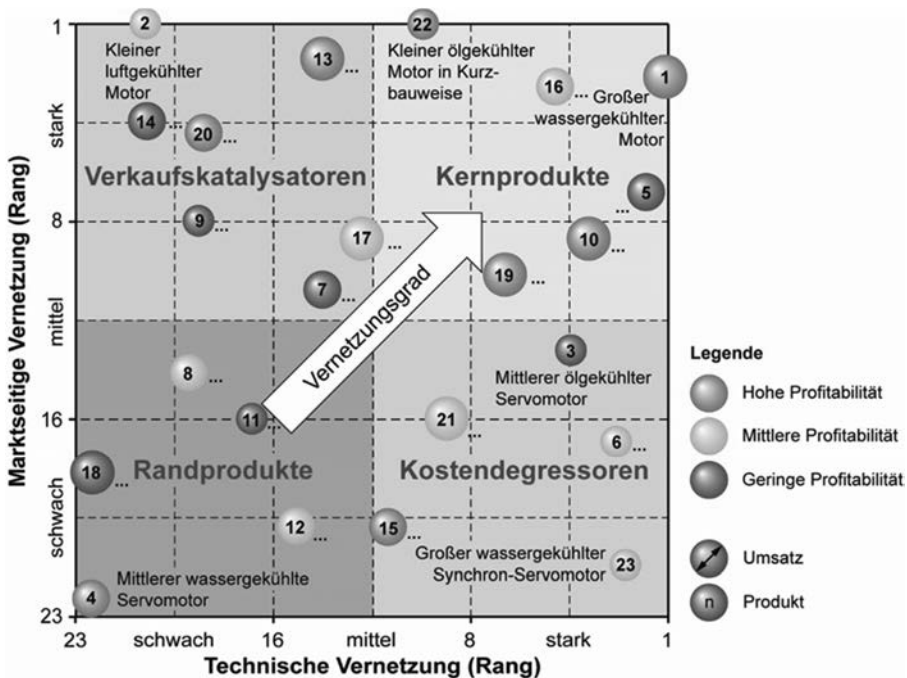 Marktseitige Vernetzung (Rang)
1
stark
8
mittel
16
schwach
23
2
Kleiner
luftgekühlter
Motor
13 ...
22
Kleiner ölgekühlter
Motor in Kurz-
bauweise
16 ...
1
Großer
wassergekühlter
Motor
14 ...
20 ...
Verkaufskatalysatoren
Kernprodukte
5
...
9 ...
17 ...
10 ...
19 ...
7 ...
Vernetzungsgrad
3
Mittlerer ölgekühlter
Servomotor
8 ...
11 ...
21 ...
6 ...
18 ...
Randprodukte
Kostendegressoren
12 ...
15 ...
Großer wassergekühlter
Synchron-Servomotor
23
4
Mittlerer wassergekühlte
Servomotor
23 schwach 16 mittel 8 stark 1
Technische Vernetzung (Rang)
Legende
Hohe Profitabilität
Mittlere Profitabilität
Geringe Profitabilität
Umsatz
n Produkt